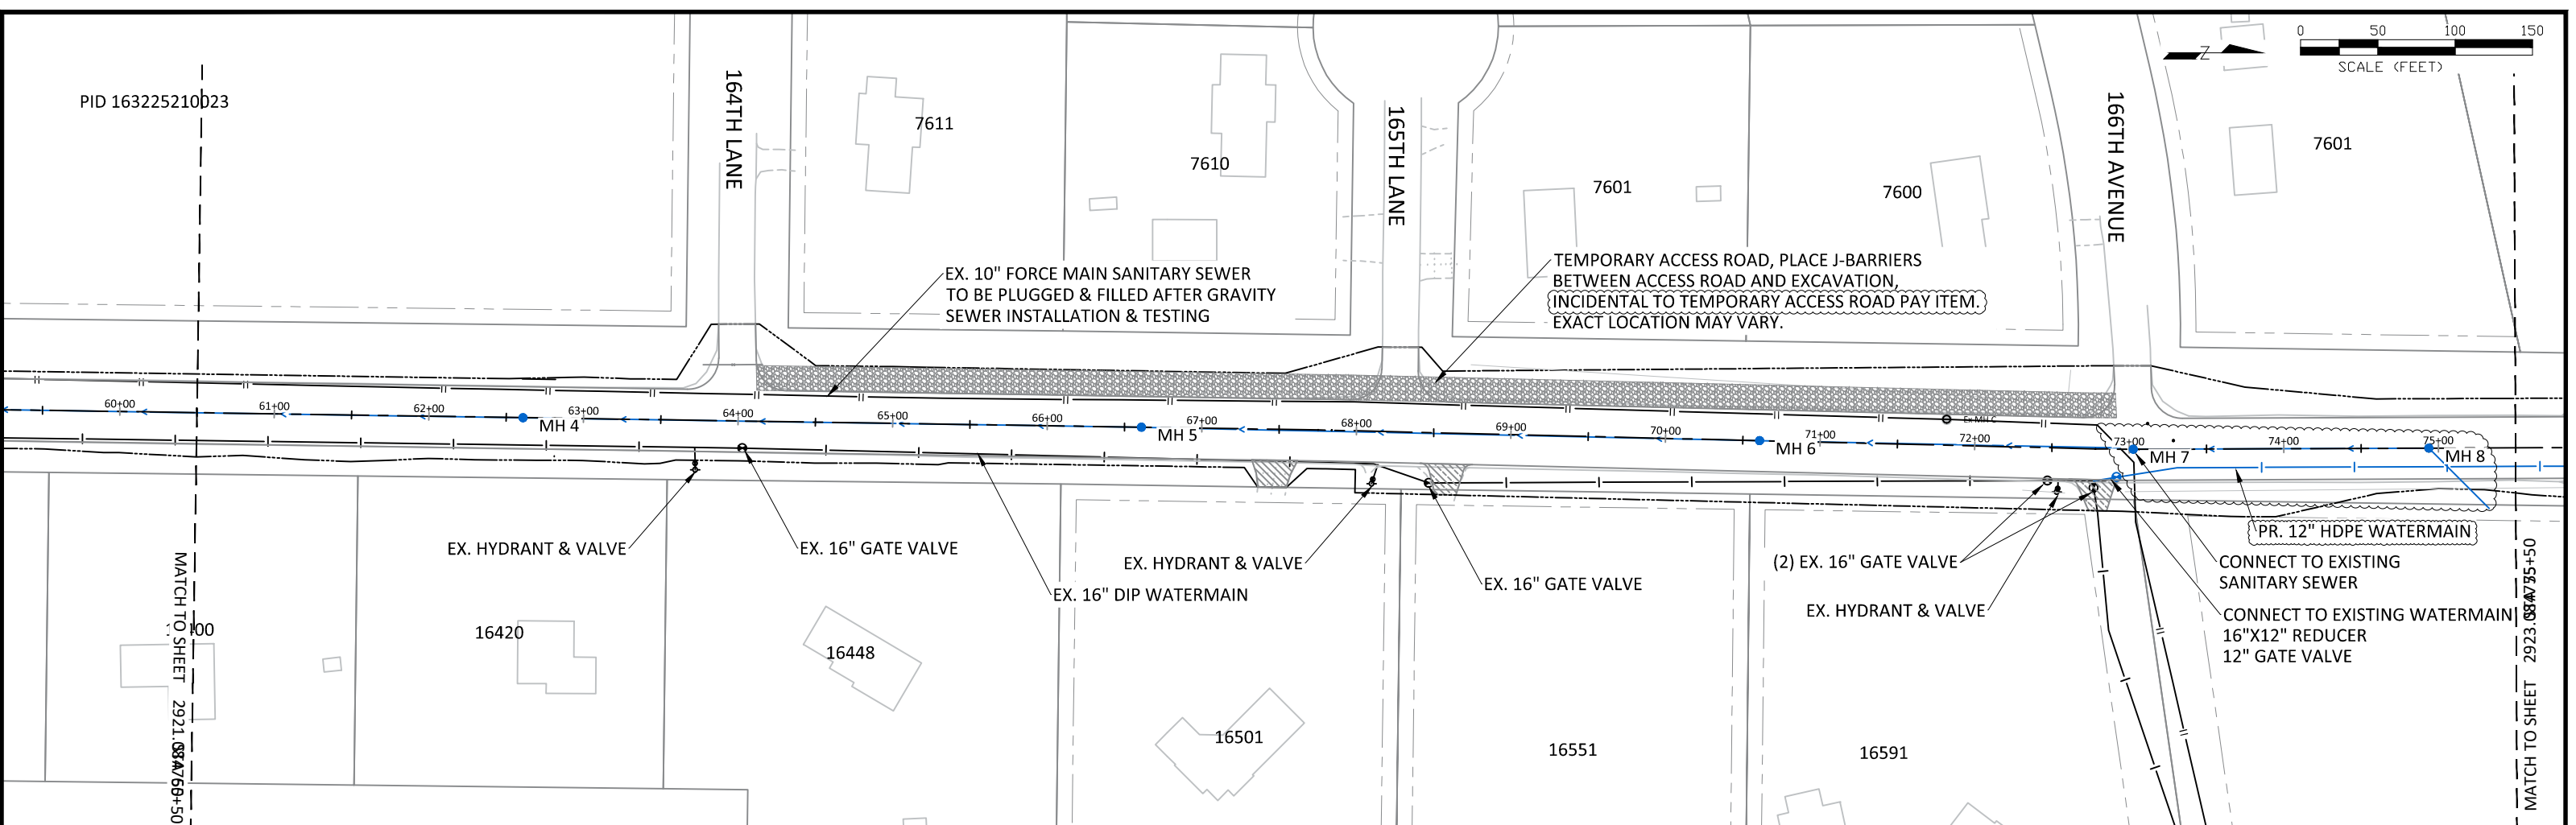 0 50 100 150
SCALE (FEET)
Z
PID 163225210023
164TH LANE
7611
7610
165TH LANE
7601
7600
166TH AVENUE
7601
EX. 10" FORCE MAIN SANITARY SEWER
TO BE PLUGGED & FILLED AFTER GRAVITY
SEWER INSTALLATION & TESTING
TEMPORARY ACCESS ROAD, PLACE J-BARRIERS
BETWEEN ACCESS ROAD AND EXCAVATION,
INCIDENTAL TO TEMPORARY ACCESS ROAD PAY ITEM.
EXACT LOCATION MAY VARY.
60+00 61+00 62+00 63+00 64+00 65+00 66+00 67+00 68+00 69+00 70+00 71+00 72+00 73+00 74+00 75+00
MH 4
MH 5
MH 6
Ex MH C
MH 7
MH 8
EX. HYDRANT & VALVE
EX. 16" GATE VALVE
EX. 16" DIP WATERMAIN
EX. HYDRANT & VALVE
EX. 16" GATE VALVE
(2) EX. 16" GATE VALVE
EX. HYDRANT & VALVE
PR. 12" HDPE WATERMAIN
CONNECT TO EXISTING
SANITARY SEWER
CONNECT TO EXISTING WATERMAIN
16"X12" REDUCER
12" GATE VALVE
MATCH TO SHEET
16420
16448
16501
16551
16591
MATCH TO SHEET